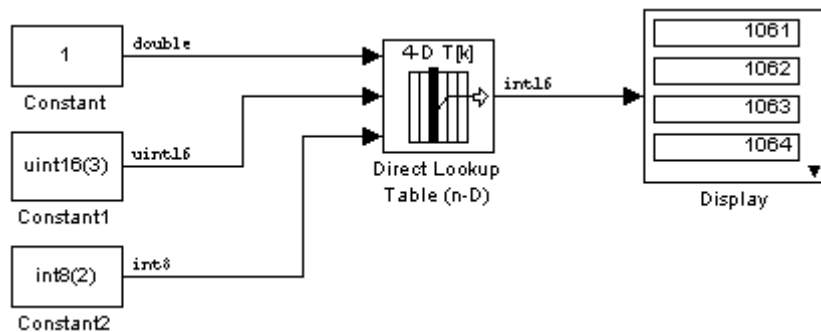 1
double
Constant
uint16(3)
uint16
Constant1
int8(2)
int8
Constant2
4-D T[k]
Direct Lookup
Table (n-D)
int16
1061
1062
1063
1064
Display